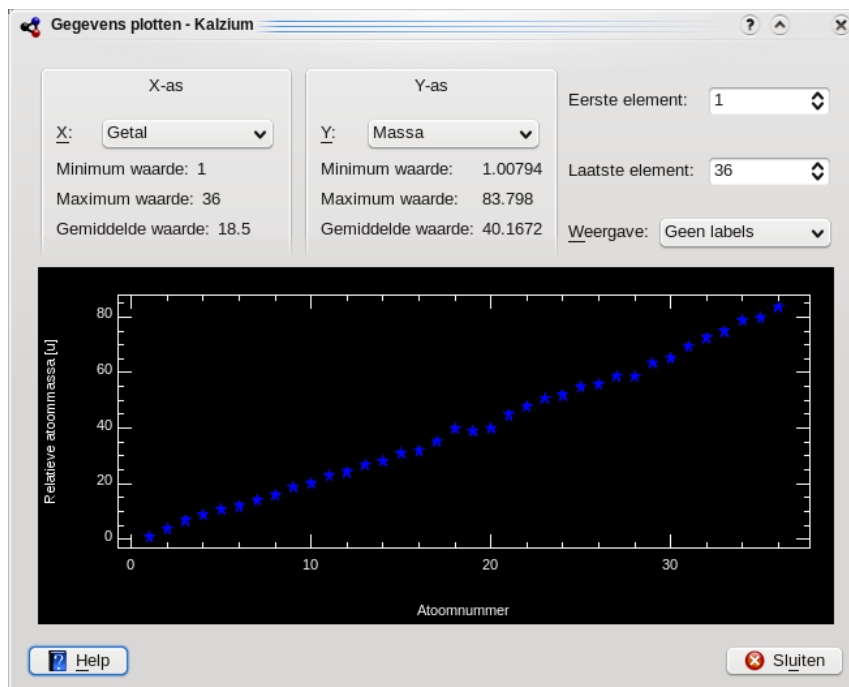 Gegevens plotten - Kalzium
X-as
X: Getal
Minimum waarde: 1
Maximum waarde: 36
Gemiddelde waarde: 18.5
Y-as
Y: Massa
Minimum waarde: 1.00794
Maximum waarde: 83.798
Gemiddelde waarde: 40.1672
Eerste element: 1
Laatste element: 36
Weergave: Geen labels
Relatieve atoommassa [u]
80
60
40
20
0
0 10 20 30
Atoomnummer
? Help
Sluiten